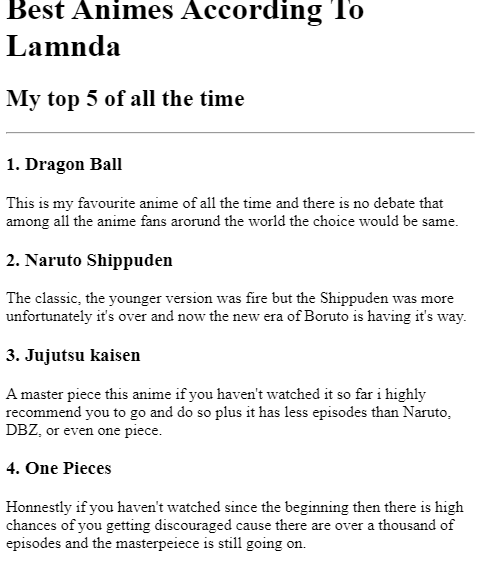 Best Animes According To
Lamnda
My top 5 of all the time
1. Dragon Ball
This is my favourite anime of all the time and there is no debate that
among all the anime fans arorund the world the choice would be same.
2. Naruto Shippuden
The classic, the younger version was fire but the Shippuden was more
unfortunately it's over and now the new era of Boruto is having it's way.
3. Jujutsu kaisen
A master piece this anime if you haven't watched it so far i highly
recommend you to go and do so plus it has less episodes than Naruto,
DBZ, or even one piece.
4. One Pieces
Honnestly if you haven't watched since the beginning then there is high
chances of you getting discouraged cause there are over a thousand of
episodes and the masterpeiece is still going on.